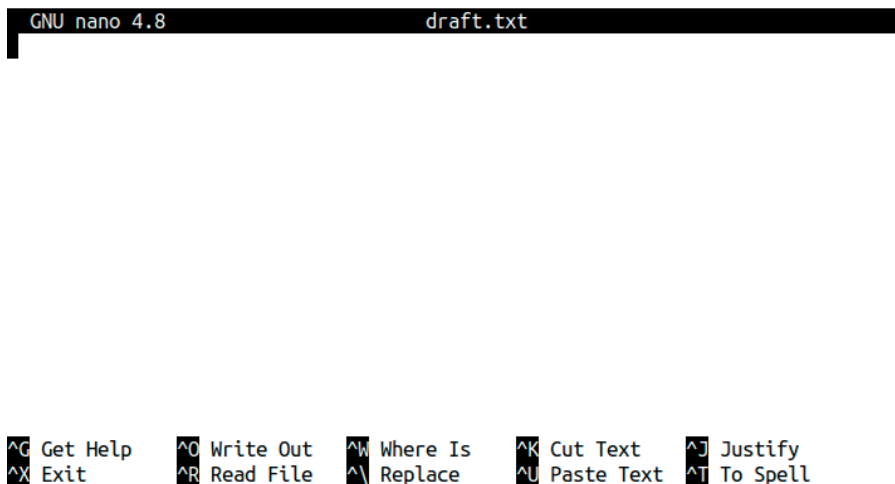 GNU nano 4.8 draft.txt
^G Get Help ^O Write Out ^W Where Is ^K Cut Text ^J Justify
^X Exit ^R Read File ^\ Replace ^U Paste Text ^T To Spell